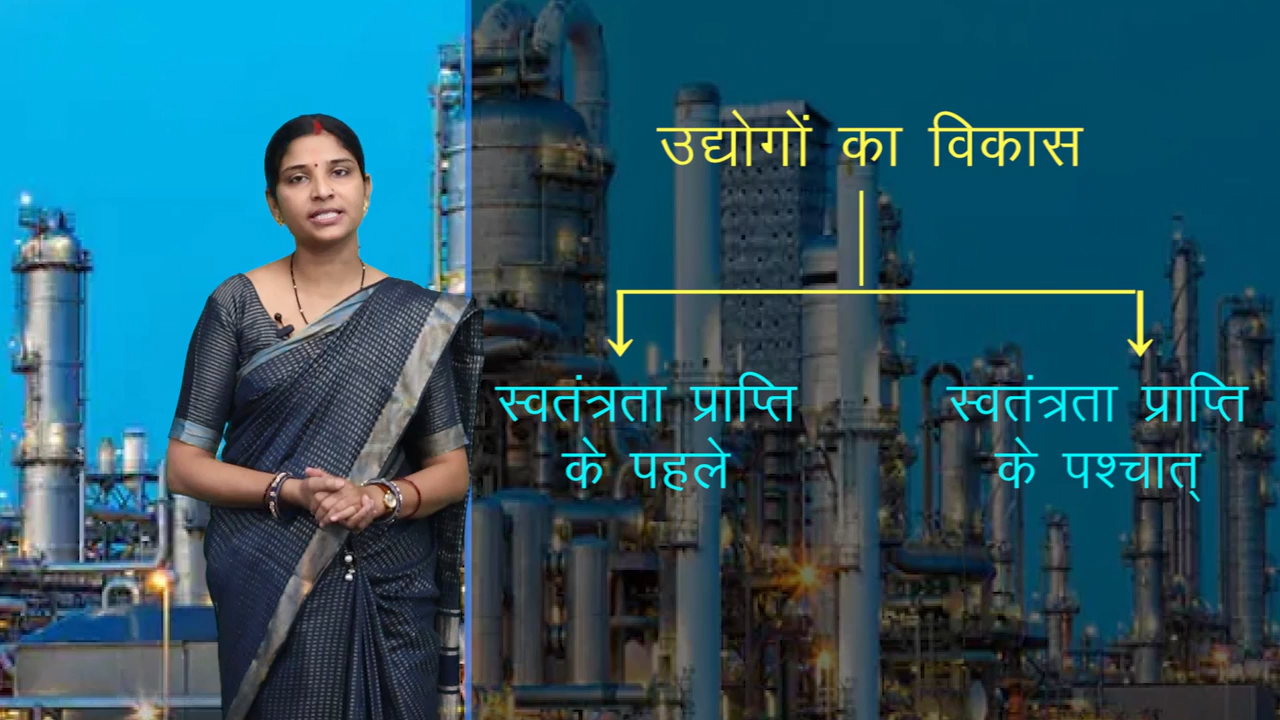 उद्योगों का विकास
स्वतंत्रता प्राप्ति
के पहले
स्वतंत्रता प्राप्ति
के पश्चात्